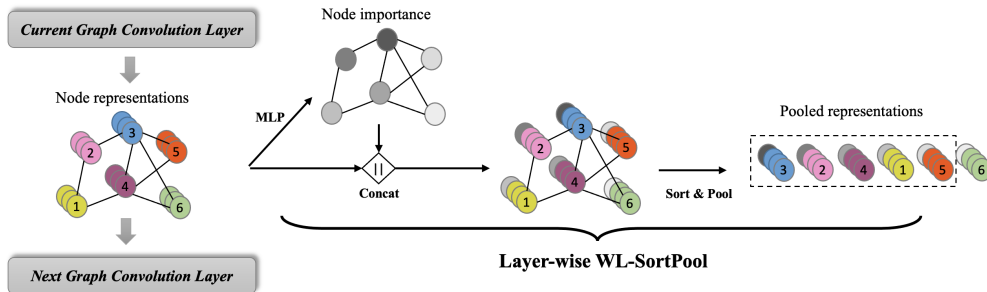 Current Graph Convolution Layer
Node representations
3
2
5
4
1
6
Next Graph Convolution Layer
Node importance
MLP
||
Concat
3
2
5
4
1
6
Sort & Pool
Pooled representations
3
2
4
1
5
6
Layer-wise WL-SortPool